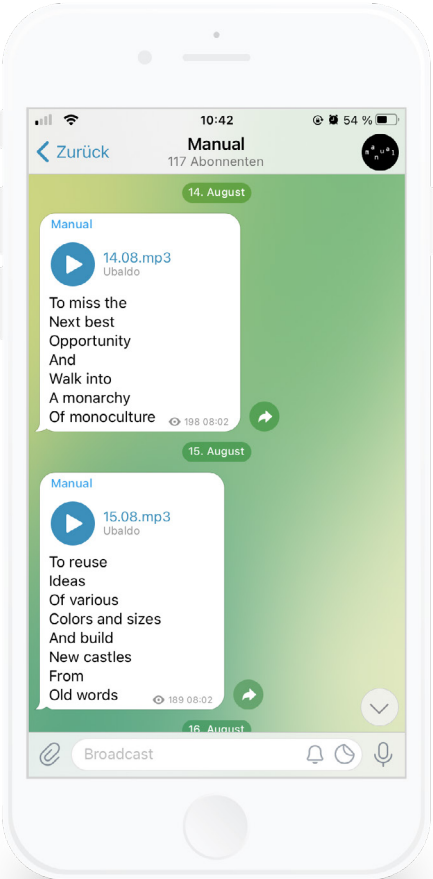 10:42
54 %
Zurück
Manual
117 Abonnenten
manual
14. August
Manual
14.08.mp3
Ubaldo
To miss the
Next best
Opportunity
And
Walk into
A monarchy
Of monoculture
198 08:02
15. August
Manual
15.08.mp3
Ubaldo
To reuse
Ideas
Of various
Colors and sizes
And build
New castles
From
Old words
189 08:02
16. August
Broadcast